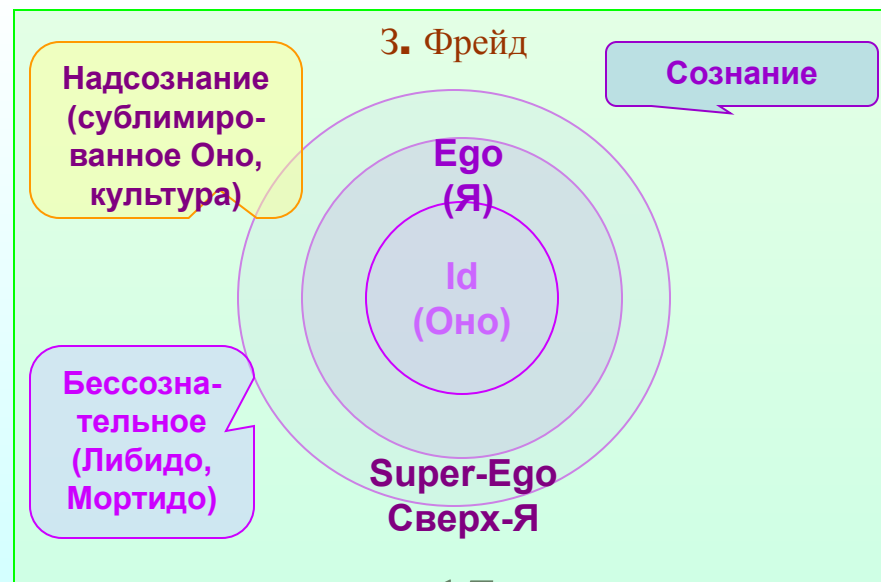 З. Фрейд
Надсознание
(сублимиро-
ванное Оно,
культура)
Сознание
Ego
(Я)
Id
(Оно)
Бессозна-
тельное
(Либидо,
Мортидо)
Super-Ego
Сверх-Я